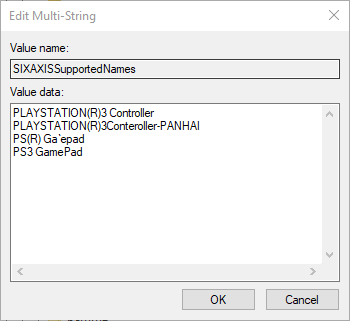 Edit Multi-String
Value name:
SIXAXISSupportedNames
Value data:
PLAYSTATION(R)3 Controller
PLAYSTATION(R)3Conteroller-PANHAI
PS(R) Ga`epad
PS3 GamePad
OK
Cancel